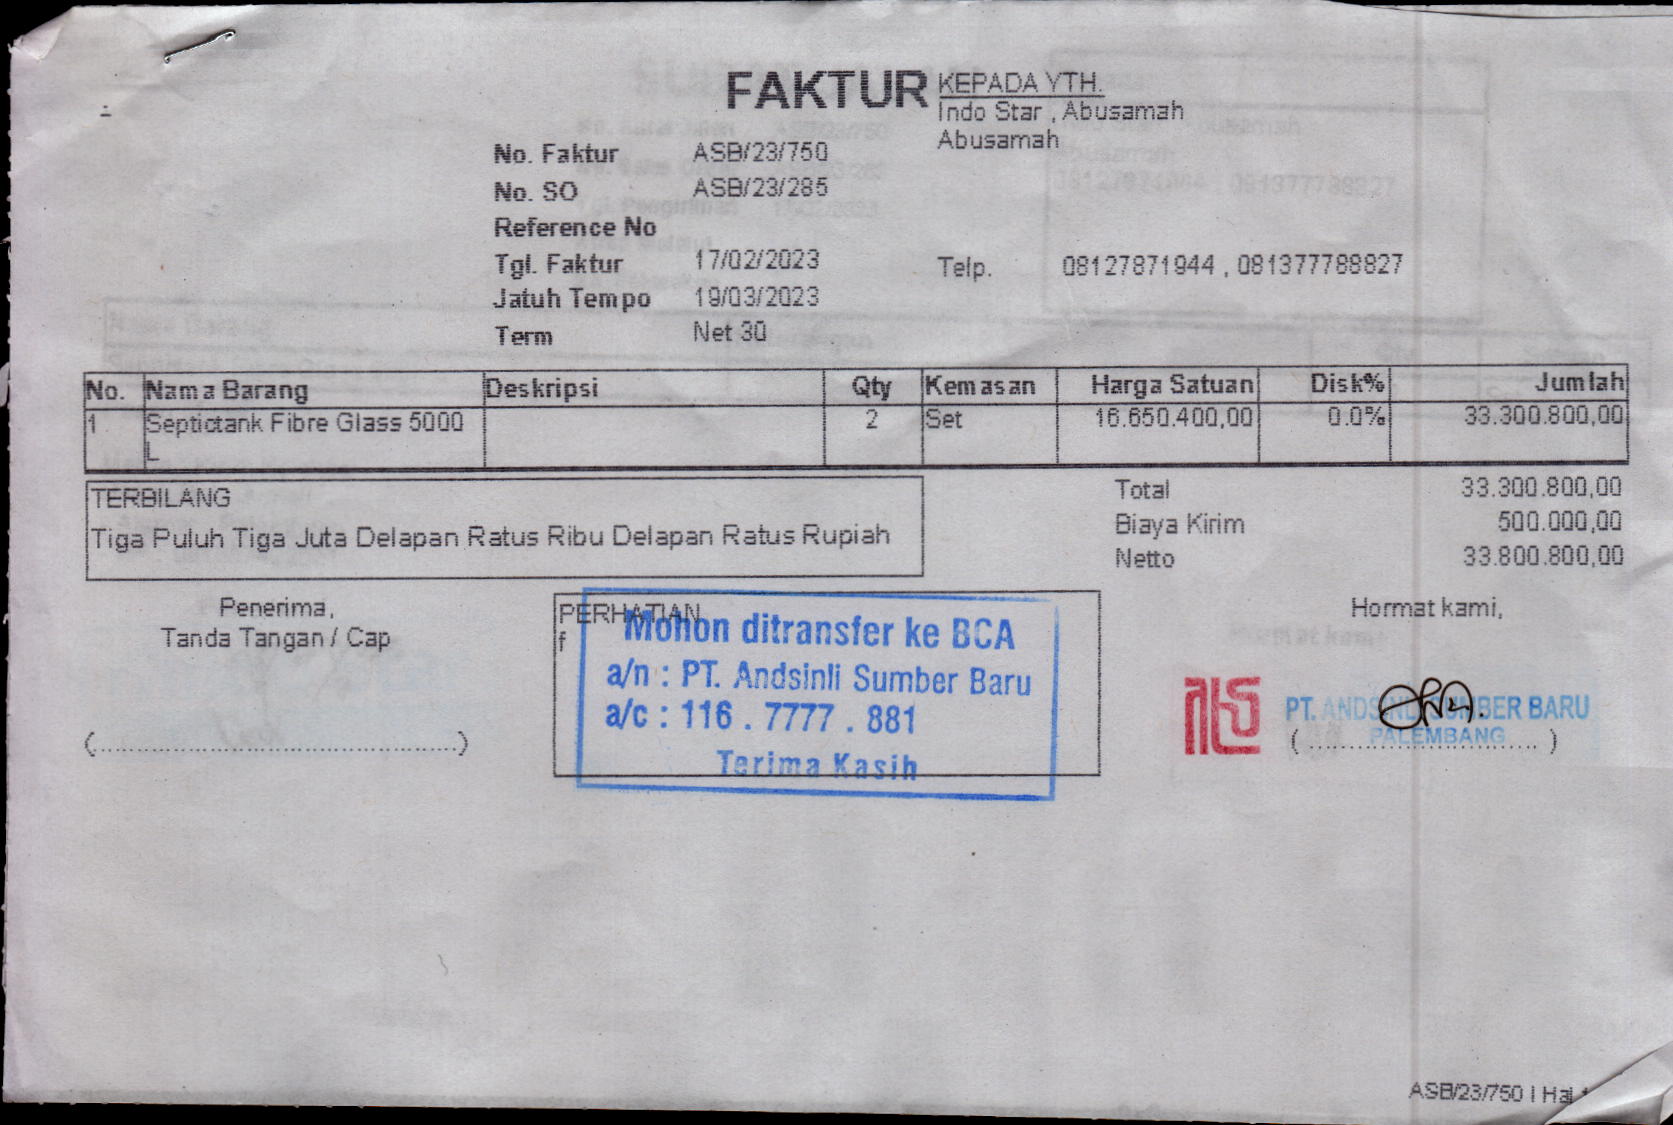 FAKTUR
KEPADA YTH.
Indo Star , Abusamah
Abusamah
No. Faktur ASB/23/750
No. SO ASB/23/285
Reference No
Tgl. Faktur 17/02/2023
Telp. 08127871944 , 081377788827
Jatuh Tempo 19/03/2023
Term Net 30
No. Nama Barang Deskripsi Qty Kemasan Harga Satuan Disk% Jumlah
1 Septictank Fibre Glass 5000 2 Set 16.650.400,00 0.0% 33.300.800,00
L
TERBILANG
Tiga Puluh Tiga Juta Delapan Ratus Ribu Delapan Ratus Rupiah
Total 33.300.800,00
Biaya Kirim 500.000,00
Netto 33.800.800,00
Penerima,
Tanda Tangan / Cap
(........................................)
PERHATIAN
f
Mohon ditransfer ke BCA
a/n : PT. Andsinli Sumber Baru
a/c : 116 . 7777 . 881
Terima Kasih
Hormat kami,
PT. ANDSINLI SUMBER BARU
PALEMBANG
(..............................)
ASB/23/750 | Hal